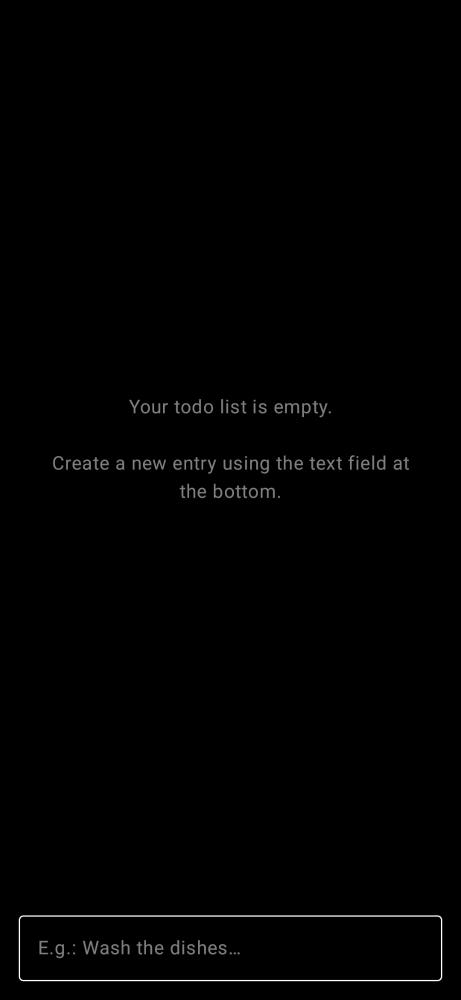 Your todo list is empty.
Create a new entry using the text field at
the bottom.
E.g.: Wash the dishes…